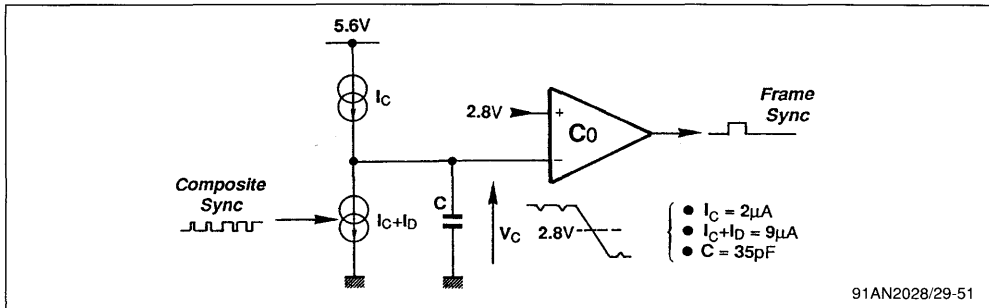 5.6V
I_C
2.8V
+
C0
−
Frame
Sync
Composite
Sync
I_C+I_D
C
V_C
2.8V
● I_C = 2µA
● I_C+I_D = 9µA
● C = 35pF
91AN2028/29-51